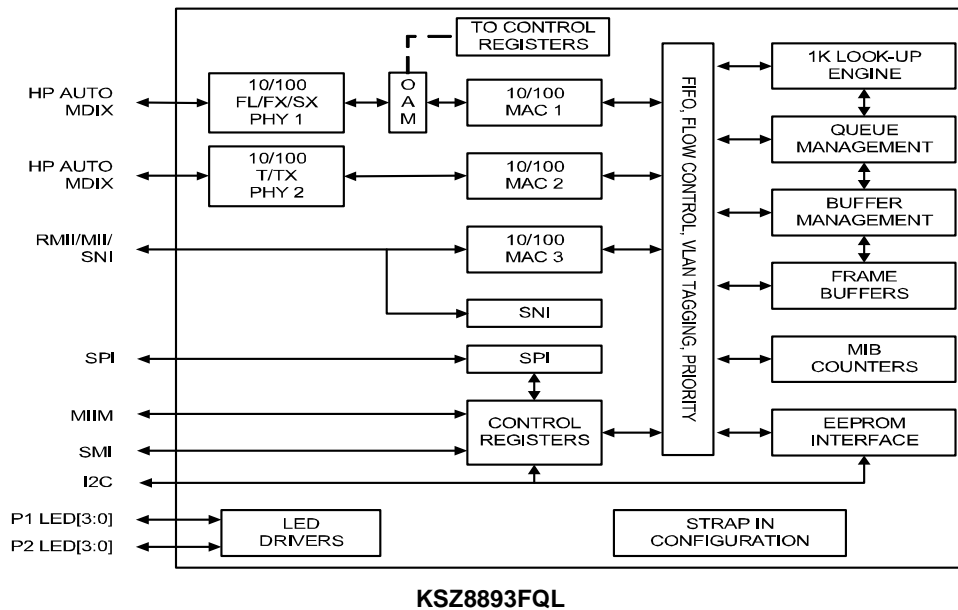 TO CONTROL
REGISTERS
HP AUTO
MDIX
10/100
FL/FX/SX
PHY 1
O
A
M
10/100
MAC 1
HP AUTO
MDIX
10/100
T/TX
PHY 2
10/100
MAC 2
RMII/MII/
SNI
10/100
MAC 3
SNI
SPI
SPI
MIIM
SMI
CONTROL
REGISTERS
I2C
P1 LED[3:0]
P2 LED[3:0]
LED
DRIVERS
FIFO, FLOW CONTROL, VLAN TAGGING, PRIORITY
1K LOOK-UP
ENGINE
QUEUE
MANAGEMENT
BUFFER
MANAGEMENT
FRAME
BUFFERS
MIB
COUNTERS
EEPROM
INTERFACE
STRAP IN
CONFIGURATION
KSZ8893FQL